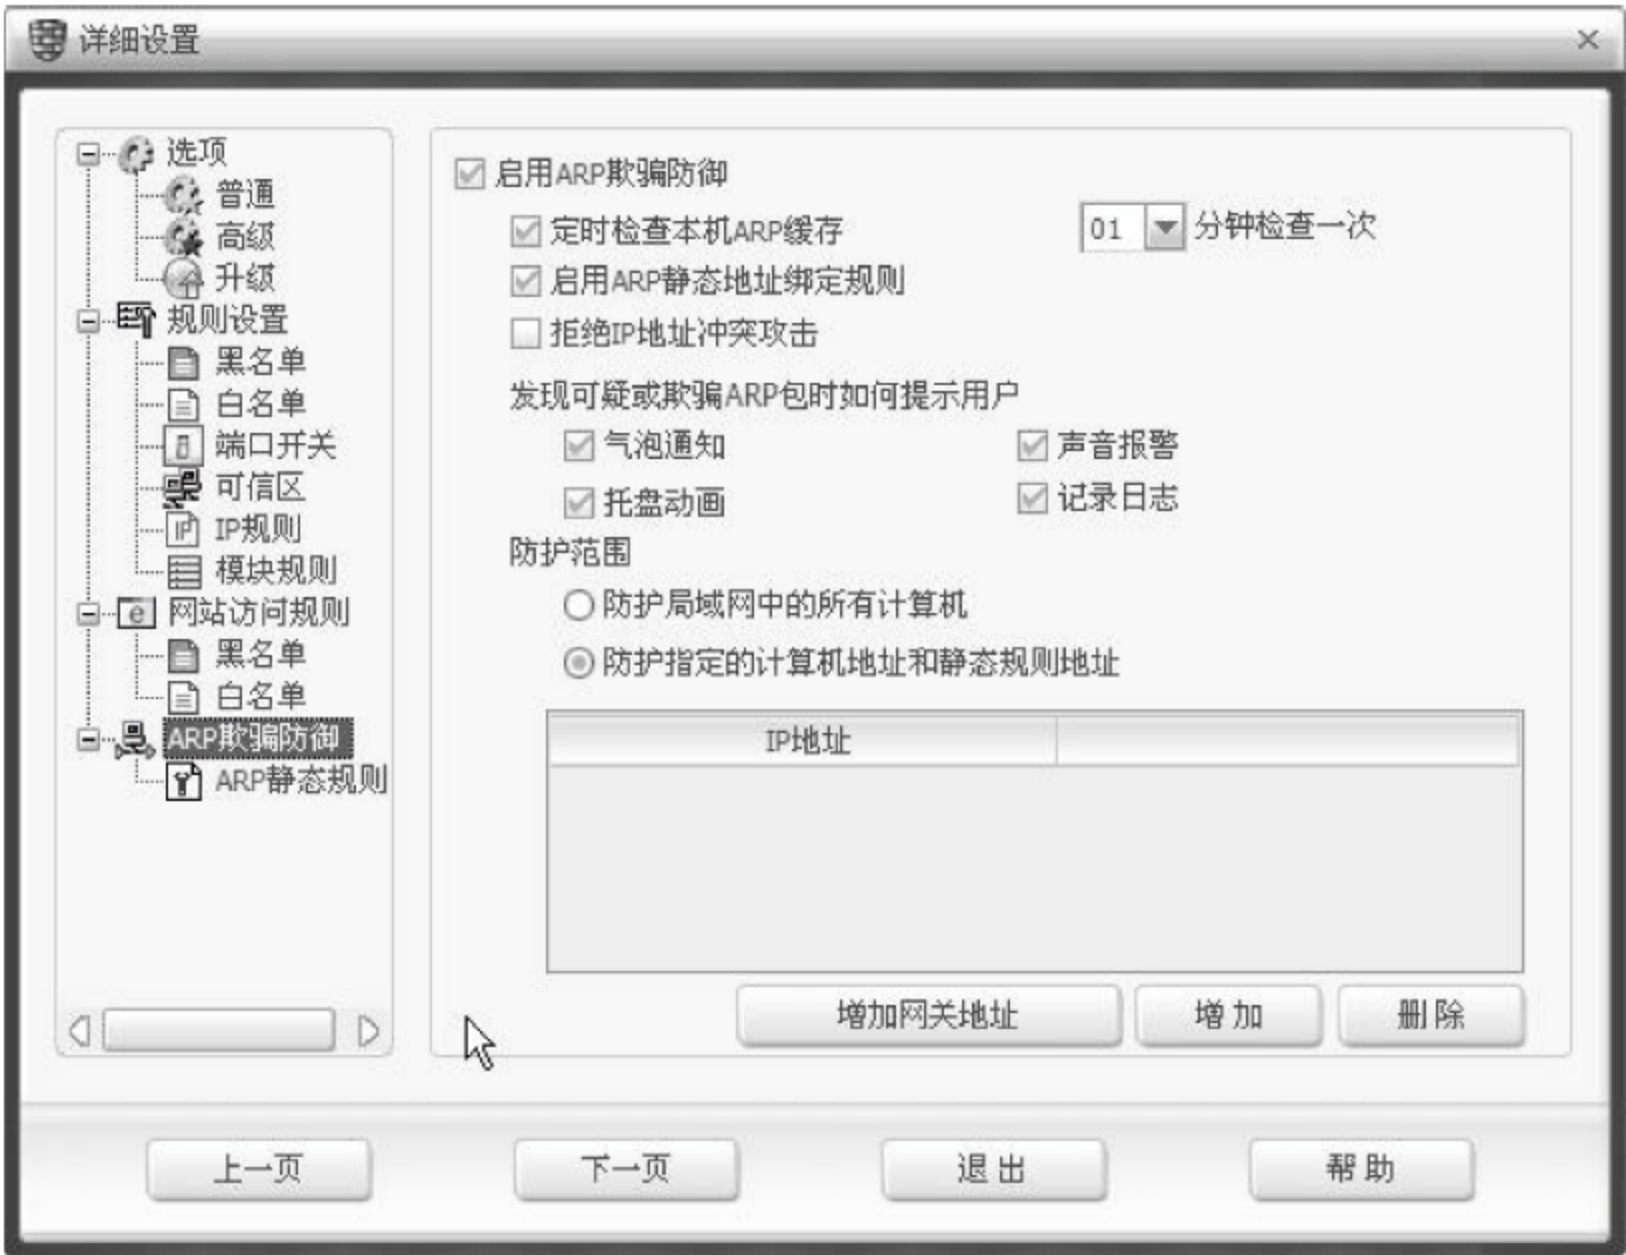 详细设置
选项
普通
高级
升级
规则设置
黑名单
白名单
端口开关
可信区
IP规则
模块规则
网站访问规则
黑名单
白名单
ARP欺骗防御
ARP静态规则
启用ARP欺骗防御
定时检查本机ARP缓存 01 分钟检查一次
启用ARP静态地址绑定规则
拒绝IP地址冲突攻击
发现可疑或欺骗ARP包时如何提示用户
气泡通知 声音报警
托盘动画 记录日志
防护范围
防护局域网中的所有计算机
防护指定的计算机地址和静态规则地址
IP地址
增加网关地址 增加 删除
上一页 下一页 退出 帮助